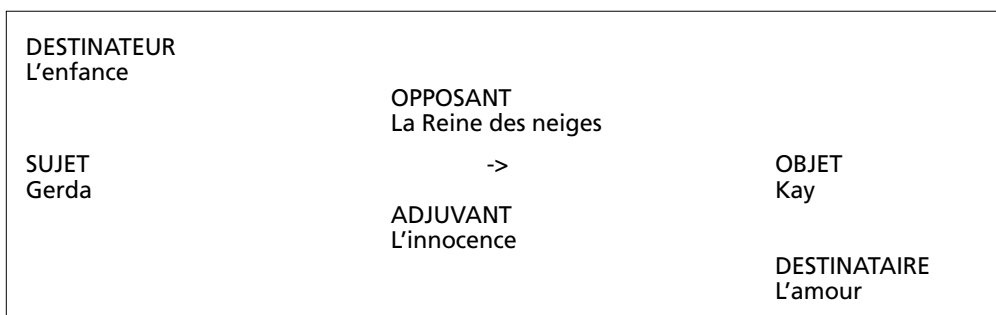 DESTINATEUR
L’enfance
OPPOSANT
La Reine des neiges
SUJET
->
OBJET
Gerda
Kay
ADJUVANT
L’innocence
DESTINATAIRE
L’amour